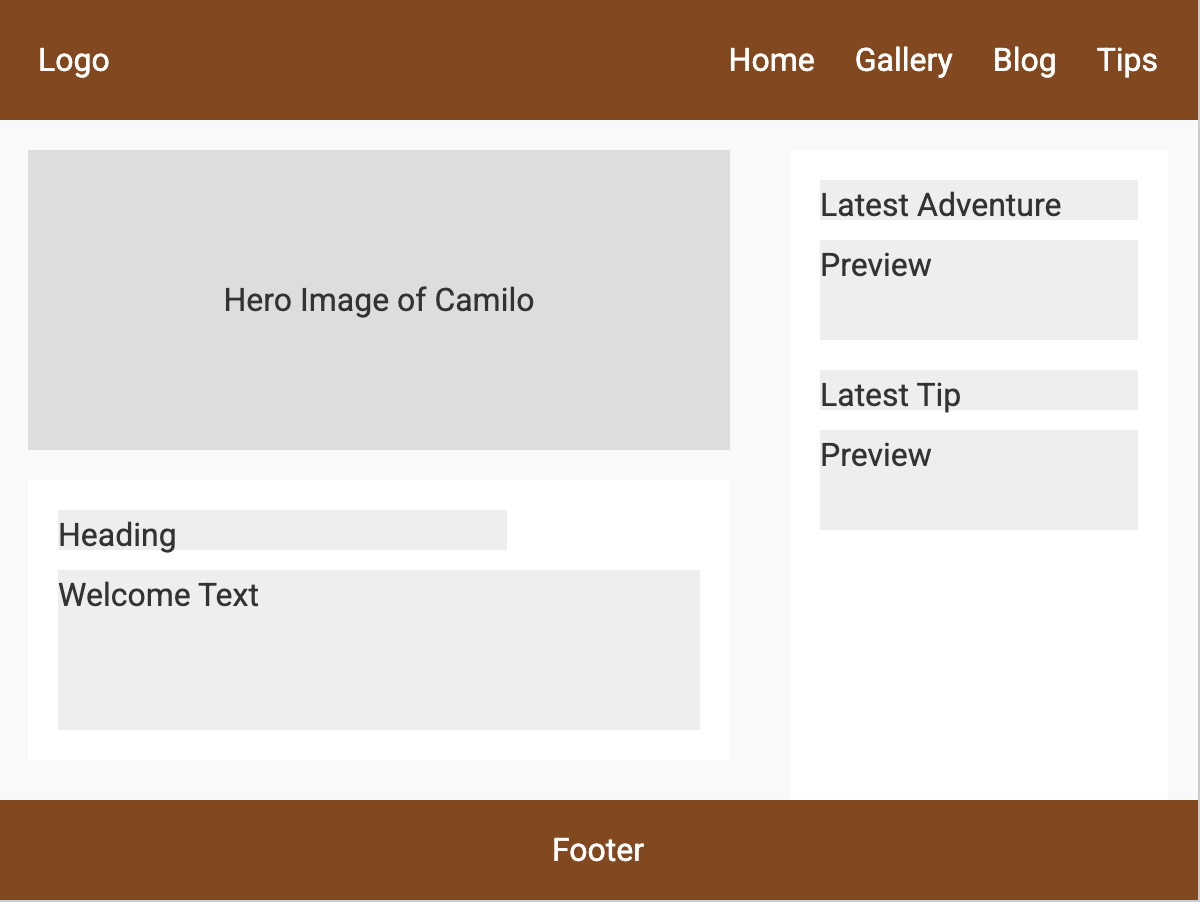 Logo
Home Gallery Blog Tips
Hero Image of Camilo
Heading
Welcome Text
Latest Adventure
Preview
Latest Tip
Preview
Footer